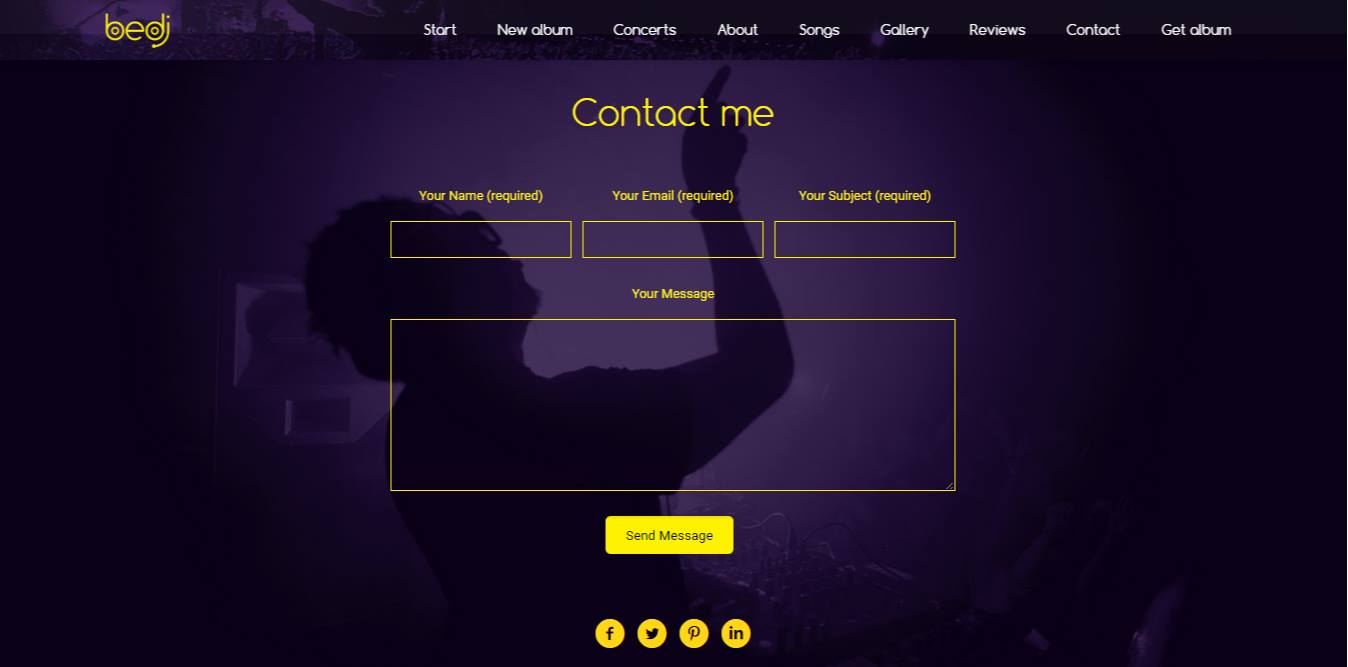 bedj
Start New album Concerts About Songs Gallery Reviews Contact Get album
Contact me
Your Name (required) Your Email (required) Your Subject (required)
Your Message
Send Message